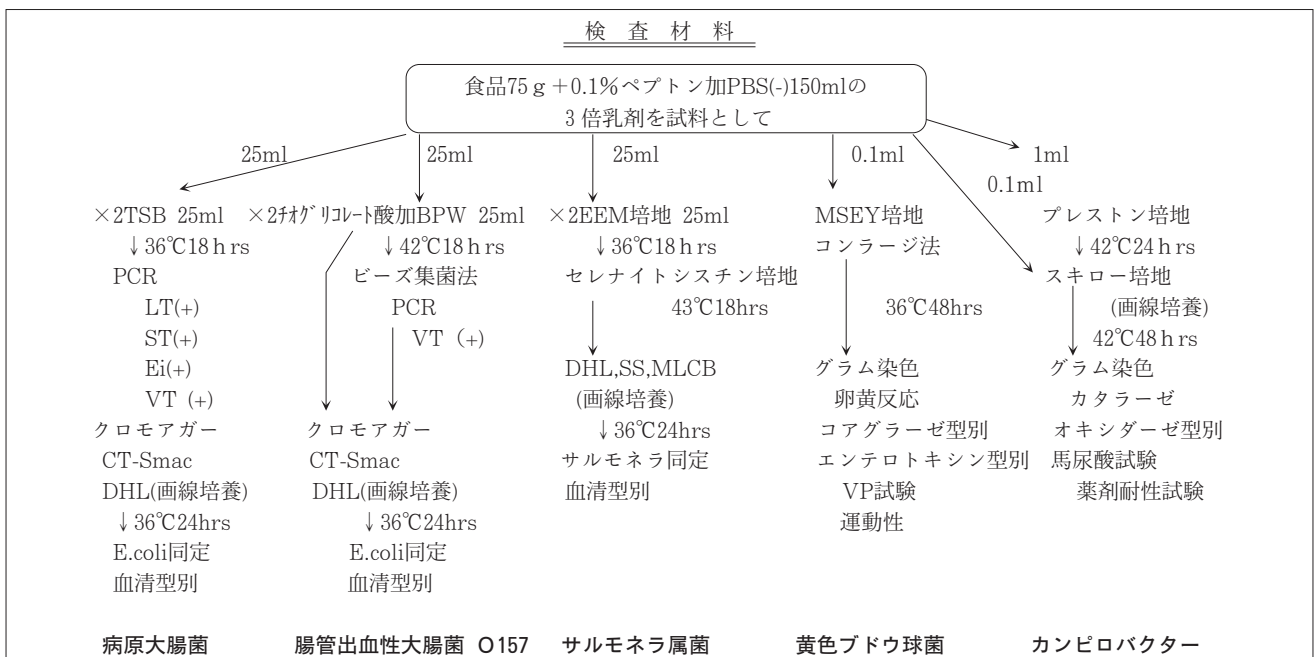 検 査 材 料
食品75ｇ＋0.1％ペプトン加PBS(-)150mlの
3 倍乳剤を試料として
25ml 25ml 25ml 0.1ml 1ml
0.1ml
×2TSB 25ml ×2ﾁｵｸﾞﾘｺﾚｰﾄ酸加BPW 25ml ×2EEM培地 25ml MSEY培地 プレストン培地
↓36℃18ｈrs ↓42℃18ｈrs ↓36℃18ｈrs コンラージ法 ↓42℃24ｈrs
PCR ビーズ集菌法 セレナイトシスチン培地 スキロー培地
LT(+) PCR 43℃18hrs 36℃48hrs (画線培養)
ST(+) VT（+） 42℃48ｈrs
Ei(+) DHL,SS,MLCB グラム染色 グラム染色
VT (+) (画線培養) 卵黄反応 カタラーゼ
クロモアガー クロモアガー ↓36℃24hrs コアグラーゼ型別 オキシダーゼ型別
CT-Smac CT-Smac サルモネラ同定 エンテロトキシン型別 馬尿酸試験
DHL(画線培養) DHL(画線培養) 血清型別 VP試験 薬剤耐性試験
↓36℃24hrs ↓36℃24hrs 運動性
E.coli同定 E.coli同定
血清型別 血清型別
病原大腸菌 腸管出血性大腸菌 O157 サルモネラ属菌 黄色ブドウ球菌 カンピロバクター